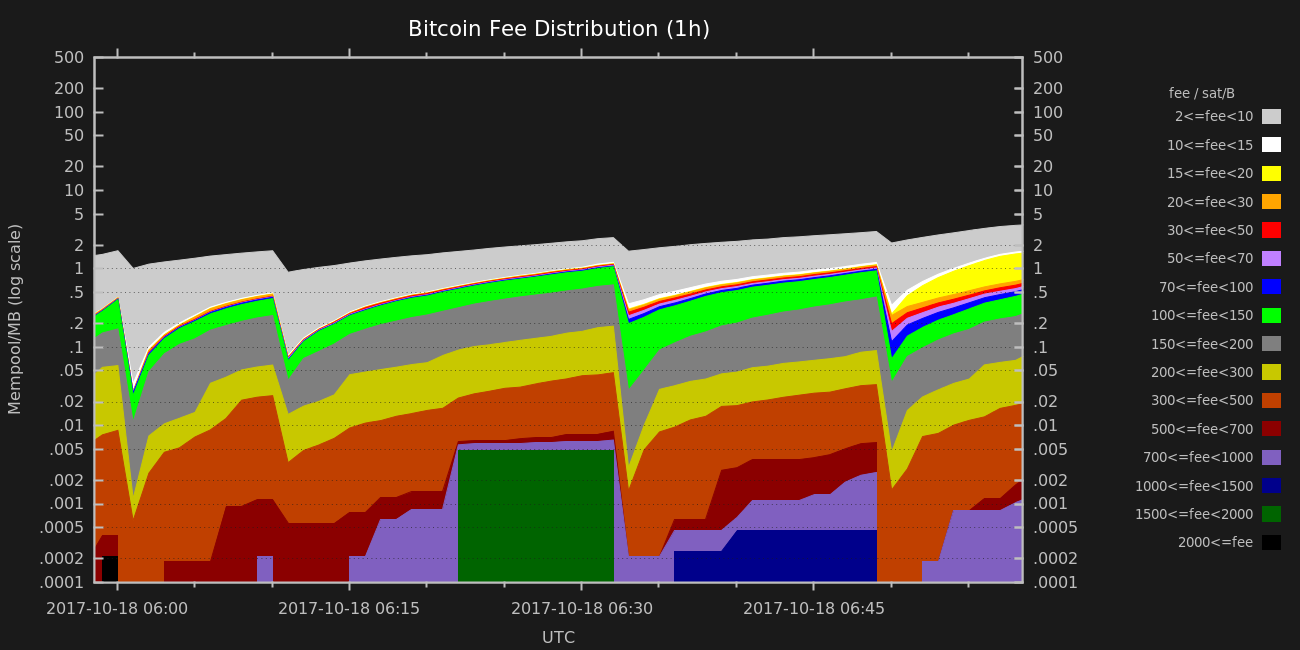 Bitcoin Fee Distribution (1h)
Mempool/MB (log scale)
500
200
100
50
20
10
5
2
1
.5
.2
.1
.05
.02
.01
.005
.002
.001
.0005
.0002
.0001
500
200
100
50
20
10
5
2
1
.5
.2
.1
.05
.02
.01
.005
.002
.001
.0005
.0002
.0001
2017-10-18 06:00
2017-10-18 06:15
2017-10-18 06:30
2017-10-18 06:45
UTC
fee / sat/B
2<=fee<10
10<=fee<15
15<=fee<20
20<=fee<30
30<=fee<50
50<=fee<70
70<=fee<100
100<=fee<150
150<=fee<200
200<=fee<300
300<=fee<500
500<=fee<700
700<=fee<1000
1000<=fee<1500
1500<=fee<2000
2000<=fee